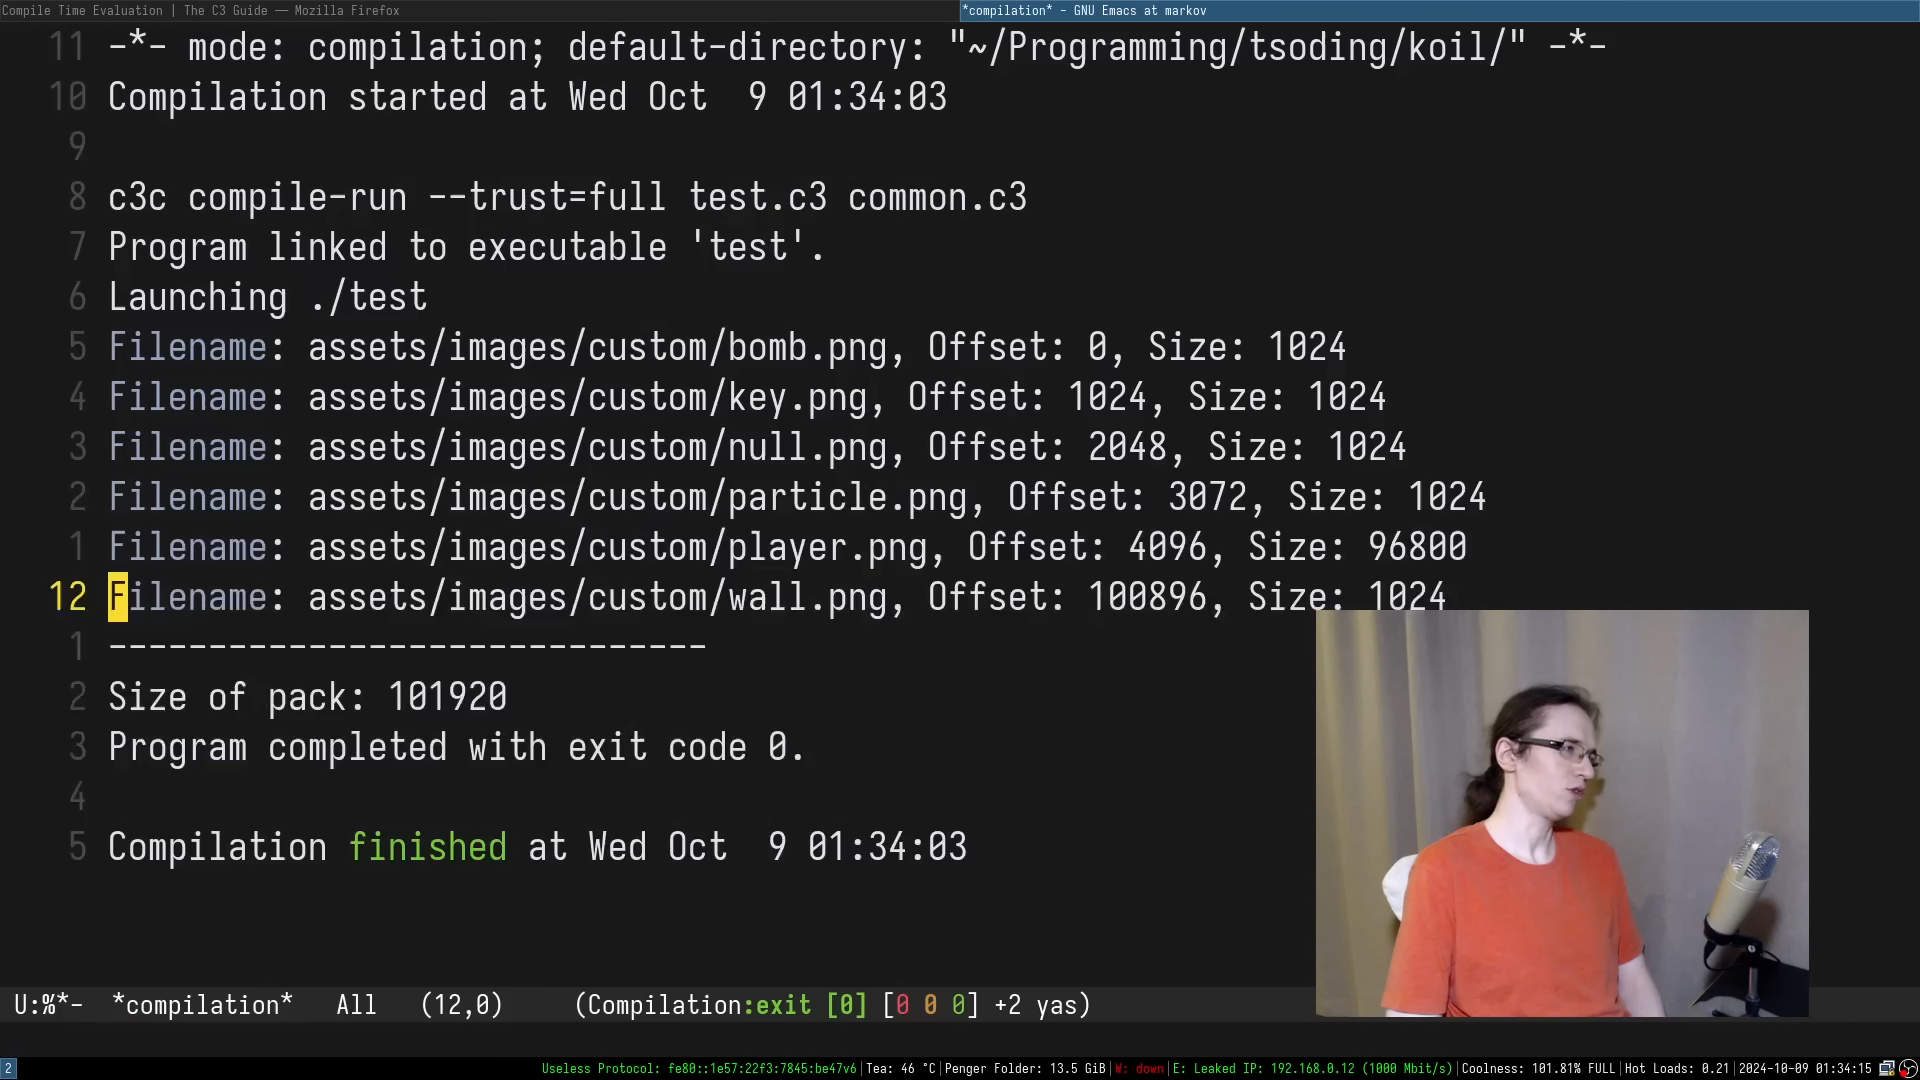 Compile Time Evaluation | The C3 Guide — Mozilla Firefox
*compilation* - GNU Emacs at markov
11 -*- mode: compilation; default-directory: "~/Programming/tsoding/koil/" -*-
10 Compilation started at Wed Oct  9 01:34:03
9
8 c3c compile-run --trust=full test.c3 common.c3
7 Program linked to executable 'test'.
6 Launching ./test
5 Filename: assets/images/custom/bomb.png, Offset: 0, Size: 1024
4 Filename: assets/images/custom/key.png, Offset: 1024, Size: 1024
3 Filename: assets/images/custom/null.png, Offset: 2048, Size: 1024
2 Filename: assets/images/custom/particle.png, Offset: 3072, Size: 1024
1 Filename: assets/images/custom/player.png, Offset: 4096, Size: 96800
12 Filename: assets/images/custom/wall.png, Offset: 100896, Size: 1024
1 ------------------------------
2 Size of pack: 101920
3 Program completed with exit code 0.
4
5 Compilation finished at Wed Oct  9 01:34:03
U:%*-  *compilation*   All   (12,0)     (Compilation:exit [0] [0 0 0] +2 yas)
2 Useless Protocol: fe80::1e57:22f3:7845:be47v6|Tea: 46 °C|Penger Folder: 13.5 GiB|W: down|E: Leaked IP: 192.168.0.12 (1000 Mbit/s)|Coolness: 101.81% FULL|Hot Loads: 0.21|2024-10-09 01:34:15